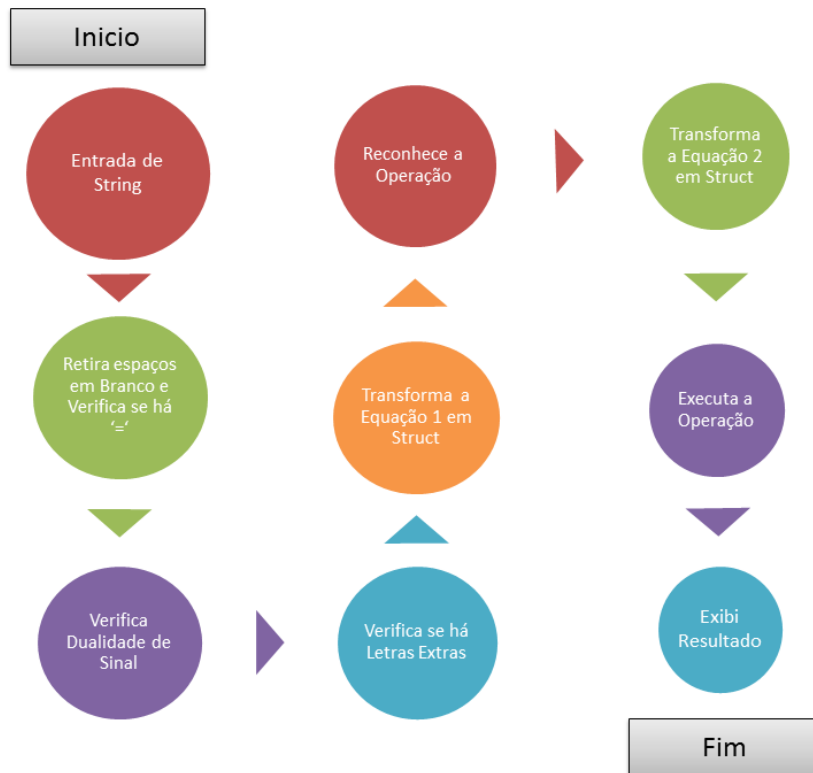 Inicio
Entrada de
String
Retira espaços
em Branco e
Verifica se há
‘=‘
Verifica
Dualidade de
Sinal
Verifica se há
Letras Extras
Transforma a
Equação 1 em
Struct
Reconhece a
Operação
Transforma
a Equação 2
em Struct
Executa a
Operação
Exibi
Resultado
Fim